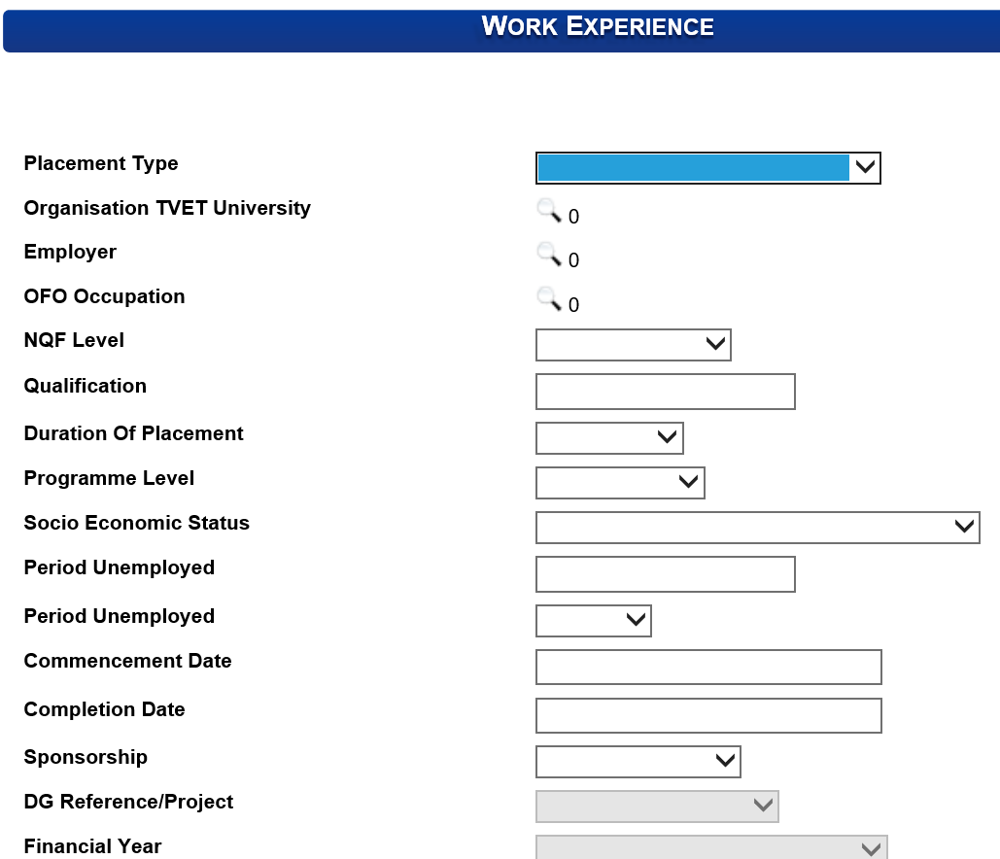 WORK EXPERIENCE
Placement Type
Organisation TVET University 0
Employer 0
OFO Occupation 0
NQF Level
Qualification
Duration Of Placement
Programme Level
Socio Economic Status
Period Unemployed
Period Unemployed
Commencement Date
Completion Date
Sponsorship
DG Reference/Project
Financial Year